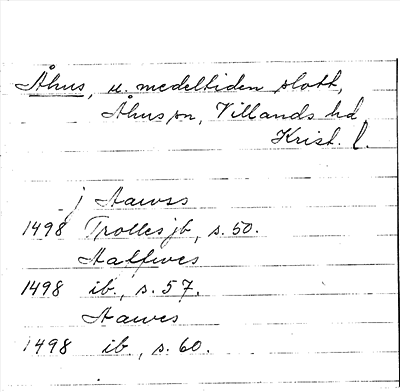 Åhus, u. medeltiden slott,
Åhus sn, Villands hd
Krist. l.
j Aawss
1498 Trolles jb, s. 50.
Aalfwes
1498 ib., s. 57.
Aawes
1498 ib., s. 60.